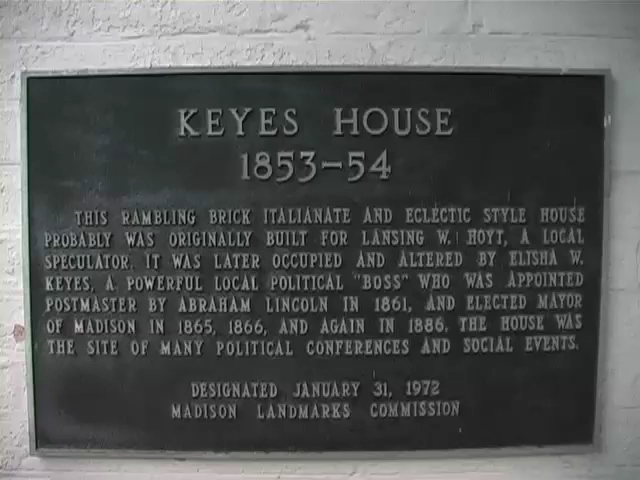 KEYES HOUSE
1853-54
THIS RAMBLING BRICK ITALIANATE AND ECLECTIC STYLE HOUSE
PROBABLY WAS ORIGINALLY BUILT FOR LANSING W. HOYT, A LOCAL
SPECULATOR. IT WAS LATER OCCUPIED AND ALTERED BY ELISHA W.
KEYES, A POWERFUL LOCAL POLITICAL "BOSS" WHO WAS APPOINTED
POSTMASTER BY ABRAHAM LINCOLN IN 1861, AND ELECTED MAYOR
OF MADISON IN 1865, 1866, AND AGAIN IN 1886. THE HOUSE WAS
THE SITE OF MANY POLITICAL CONFERENCES AND SOCIAL EVENTS.
DESIGNATED JANUARY 31, 1972
MADISON LANDMARKS COMMISSION